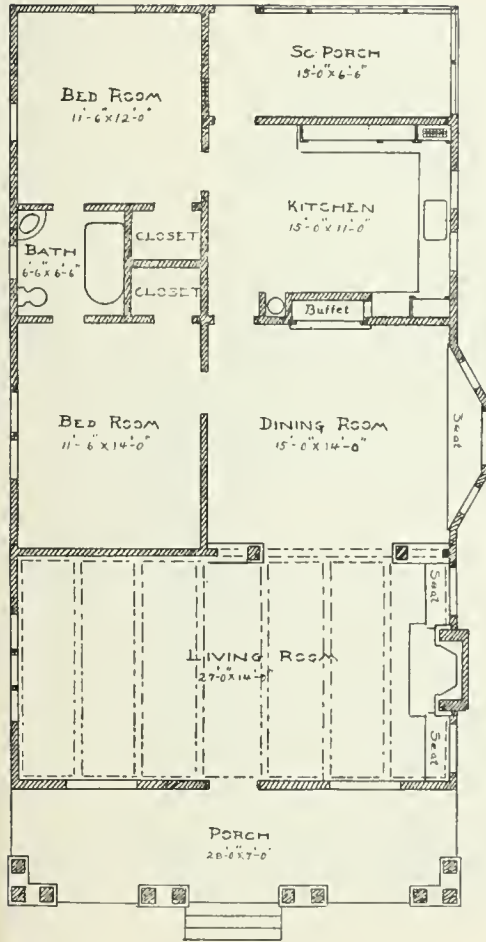 BED ROOM
11'-6"X12'-0"
SC. PORCH
15'-0"X6'-6"
KITCHEN
15'-0"X11'-0"
BATH
6'-6"X6'-6"
CLOSET
CLOSET
Buffet
BED ROOM
11'-6"X14'-0"
DINING ROOM
15'-0"X14'-0"
Seat
LIVING ROOM
27'-0"X14'-0"
Seat
Seat
PORCH
28'-0"X7'-0"